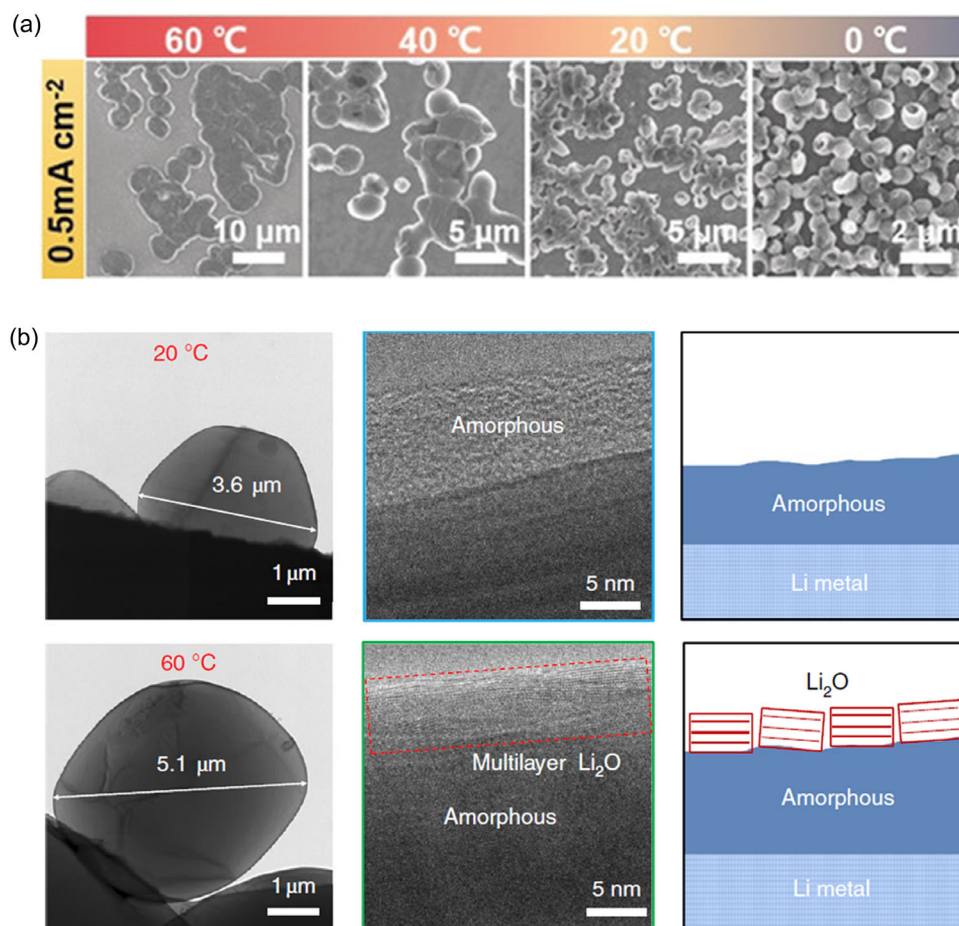 (a)
60 ℃ 40 ℃ 20 ℃ 0 ℃
0.5mA cm⁻²
10 μm 5 μm 5 μm 2 μm
(b)
20 °C
3.6 μm
1 μm
Amorphous
5 nm
Amorphous
Li metal
60 °C
5.1 μm
1 μm
Multilayer Li₂O
Amorphous
5 nm
Li₂O
Amorphous
Li metal